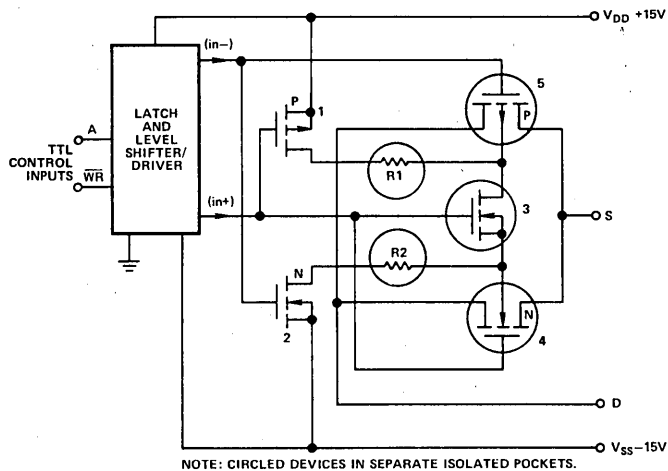 V_DD +15V
(in−)
5
P
1
P
LATCH
AND
LEVEL
SHIFTER/
DRIVER
A
TTL
CONTROL
INPUTS
W̅R̅
R1
(in+)
3
S
R2
N
N
2
4
D
V_SS −15V
NOTE: CIRCLED DEVICES IN SEPARATE ISOLATED POCKETS.